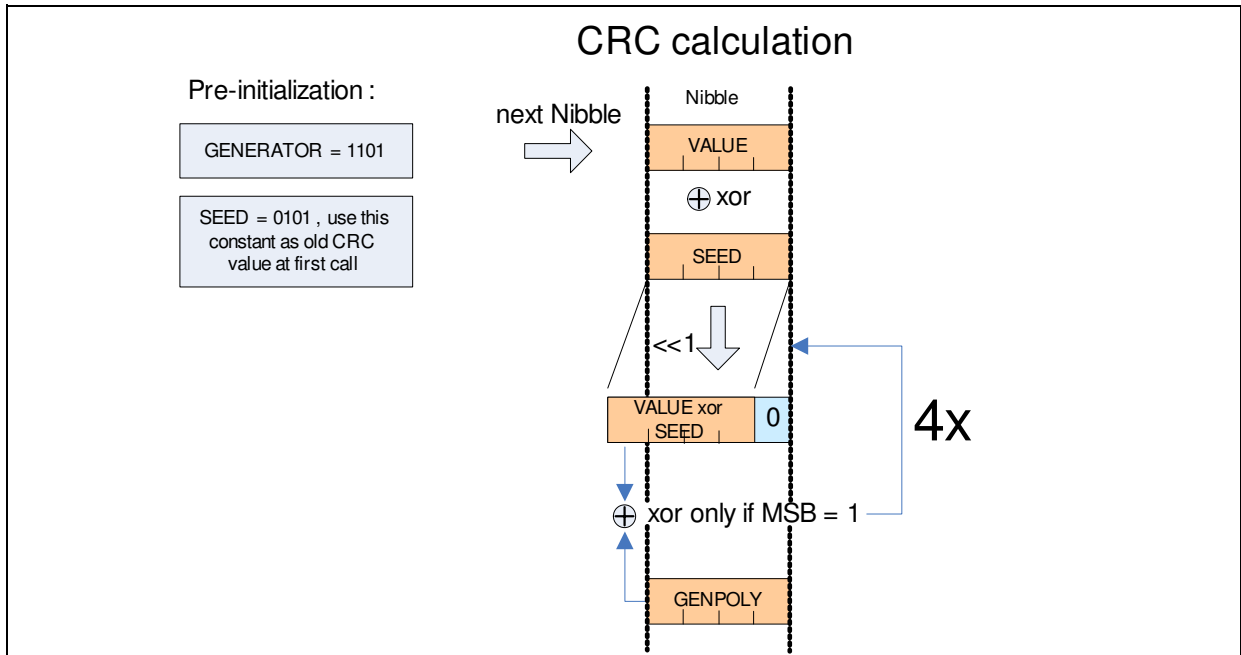 CRC calculation
Pre-initialization :
GENERATOR = 1101
SEED = 0101 , use this
constant as old CRC
value at first call
next Nibble
Nibble
VALUE
xor
SEED
<<1
VALUE xor
SEED
0
4x
xor only if MSB = 1
GENPOLY